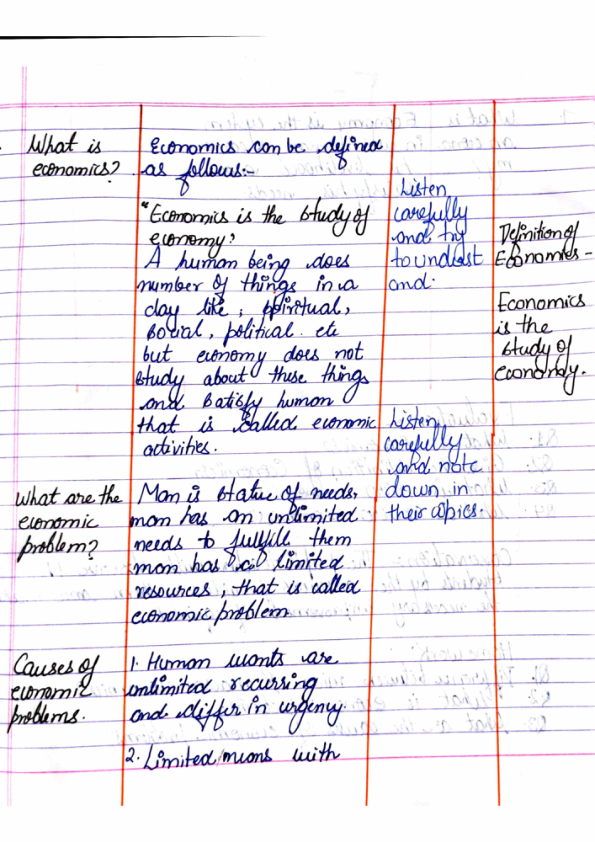 What is
economics?
Economics can be defined
as follows:-
"Economics is the study of
economy"
A human being does
number of things in a
day like, spiritual,
social, political. etc
but economy does not
study about these things
and satisfy human
that is called economic
activities.
Listen
carefully
and try
to undest
and.
Definition of
Economics -
Economics
is the
study of
economy.
Listen
carefully
and note
down in
their copics.
What are the
economic
problem?
Man is statue of needs,
man has an unlimited
needs to fulfill them
man has limited
resources, that is called
economic problem
Causes of
economic
problems.
1. Human wants are
unlimited recurring
and differ in urgency.
2. Limited means with